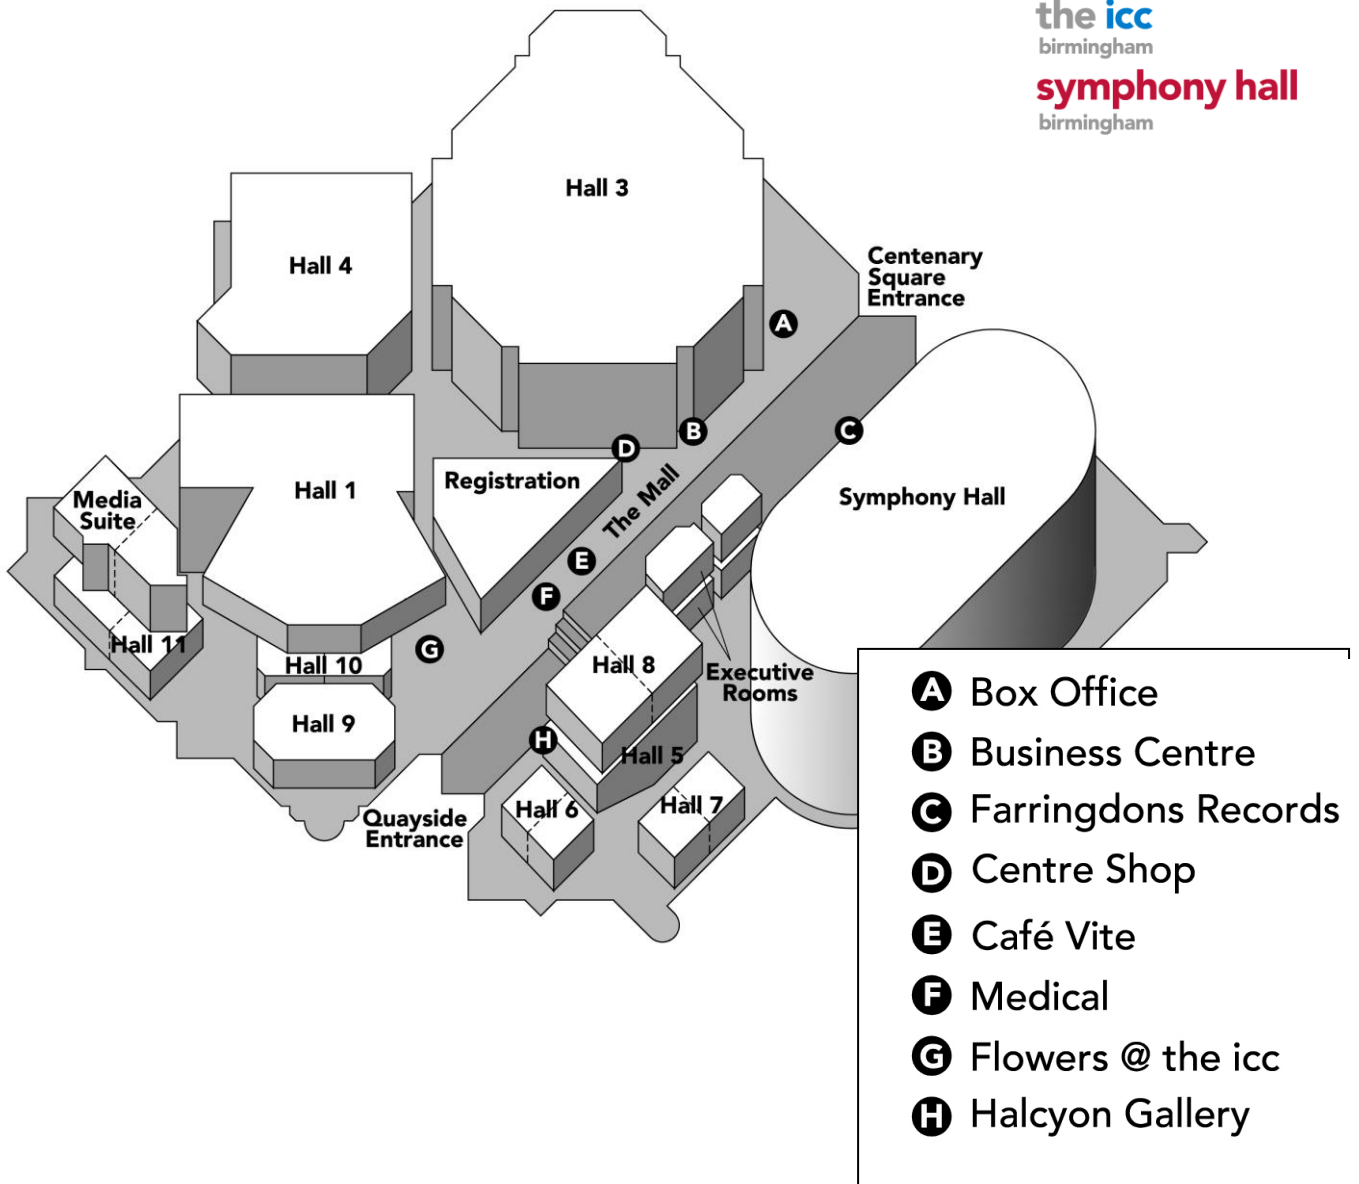 the icc
birmingham
symphony hall
birmingham
Hall 3
Hall 4
Centenary
Square
Entrance
A
B
C
D
Registration
Hall 1
The Mall
Symphony Hall
Media
Suite
E
F
G
Hall 11
Hall 10
Hall 8
Executive
Rooms
Hall 9
H
Hall 5
Hall 6
Hall 7
Quayside
Entrance
A Box Office
B Business Centre
C Farringdons Records
D Centre Shop
E Café Vite
F Medical
G Flowers @ the icc
H Halcyon Gallery